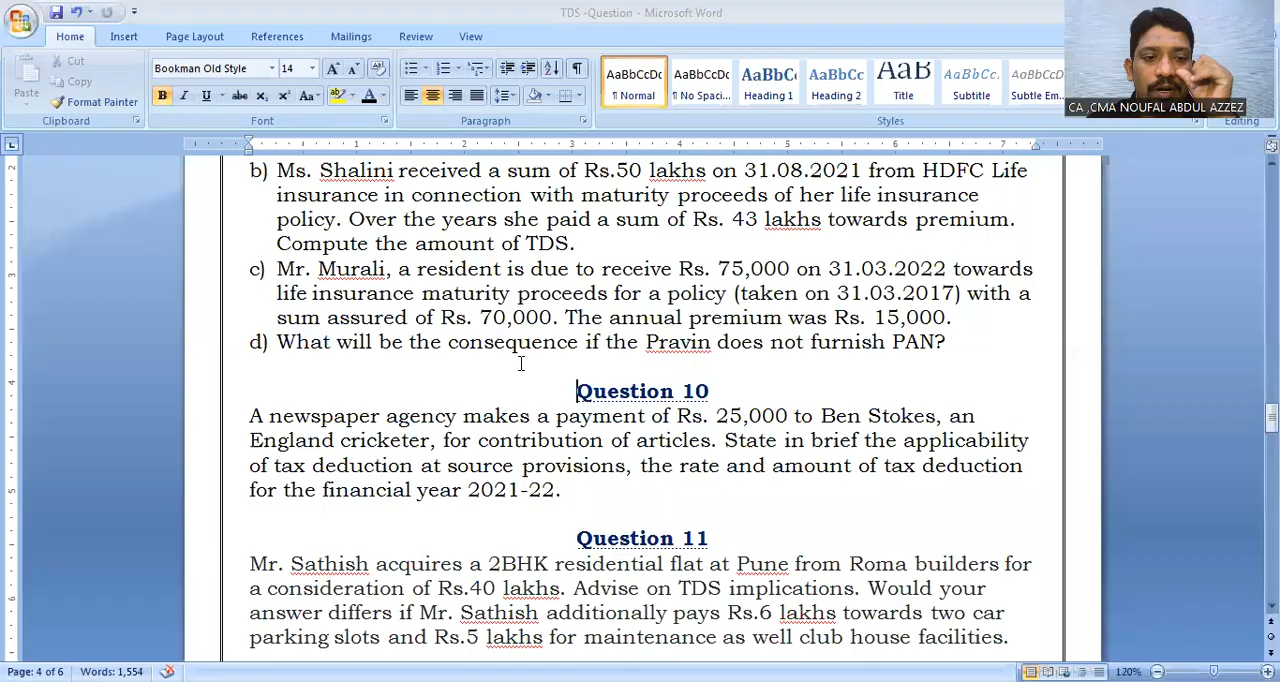 TDS -Question - Microsoft Word
Home Insert Page Layout References Mailings Review View
Cut
Copy
Format Painter
Paste
Clipboard
Bookman Old Style 14
Font
Paragraph
AaBbCcDc AaBbCcDc AaBbC AaBbCc AaB AaBbCc. AaBbCcD
¶ Normal ¶ No Spaci... Heading 1 Heading 2 Title Subtitle Subtle Em...
Styles
Editing
CA ,CMA NOUFAL ABDUL AZZEZ
1 2 3 4 5 6 7
b) Ms. Shalini received a sum of Rs.50 lakhs on 31.08.2021 from HDFC Life
insurance in connection with maturity proceeds of her life insurance
policy. Over the years she paid a sum of Rs. 43 lakhs towards premium.
Compute the amount of TDS.
c) Mr. Murali, a resident is due to receive Rs. 75,000 on 31.03.2022 towards
life insurance maturity proceeds for a policy (taken on 31.03.2017) with a
sum assured of Rs. 70,000. The annual premium was Rs. 15,000.
d) What will be the consequence if the Pravin does not furnish PAN?
Question 10
A newspaper agency makes a payment of Rs. 25,000 to Ben Stokes, an
England cricketer, for contribution of articles. State in brief the applicability
of tax deduction at source provisions, the rate and amount of tax deduction
for the financial year 2021-22.
Question 11
Mr. Sathish acquires a 2BHK residential flat at Pune from Roma builders for
a consideration of Rs.40 lakhs. Advise on TDS implications. Would your
answer differs if Mr. Sathish additionally pays Rs.6 lakhs towards two car
parking slots and Rs.5 lakhs for maintenance as well club house facilities.
Page: 4 of 6 Words: 1,554 120%